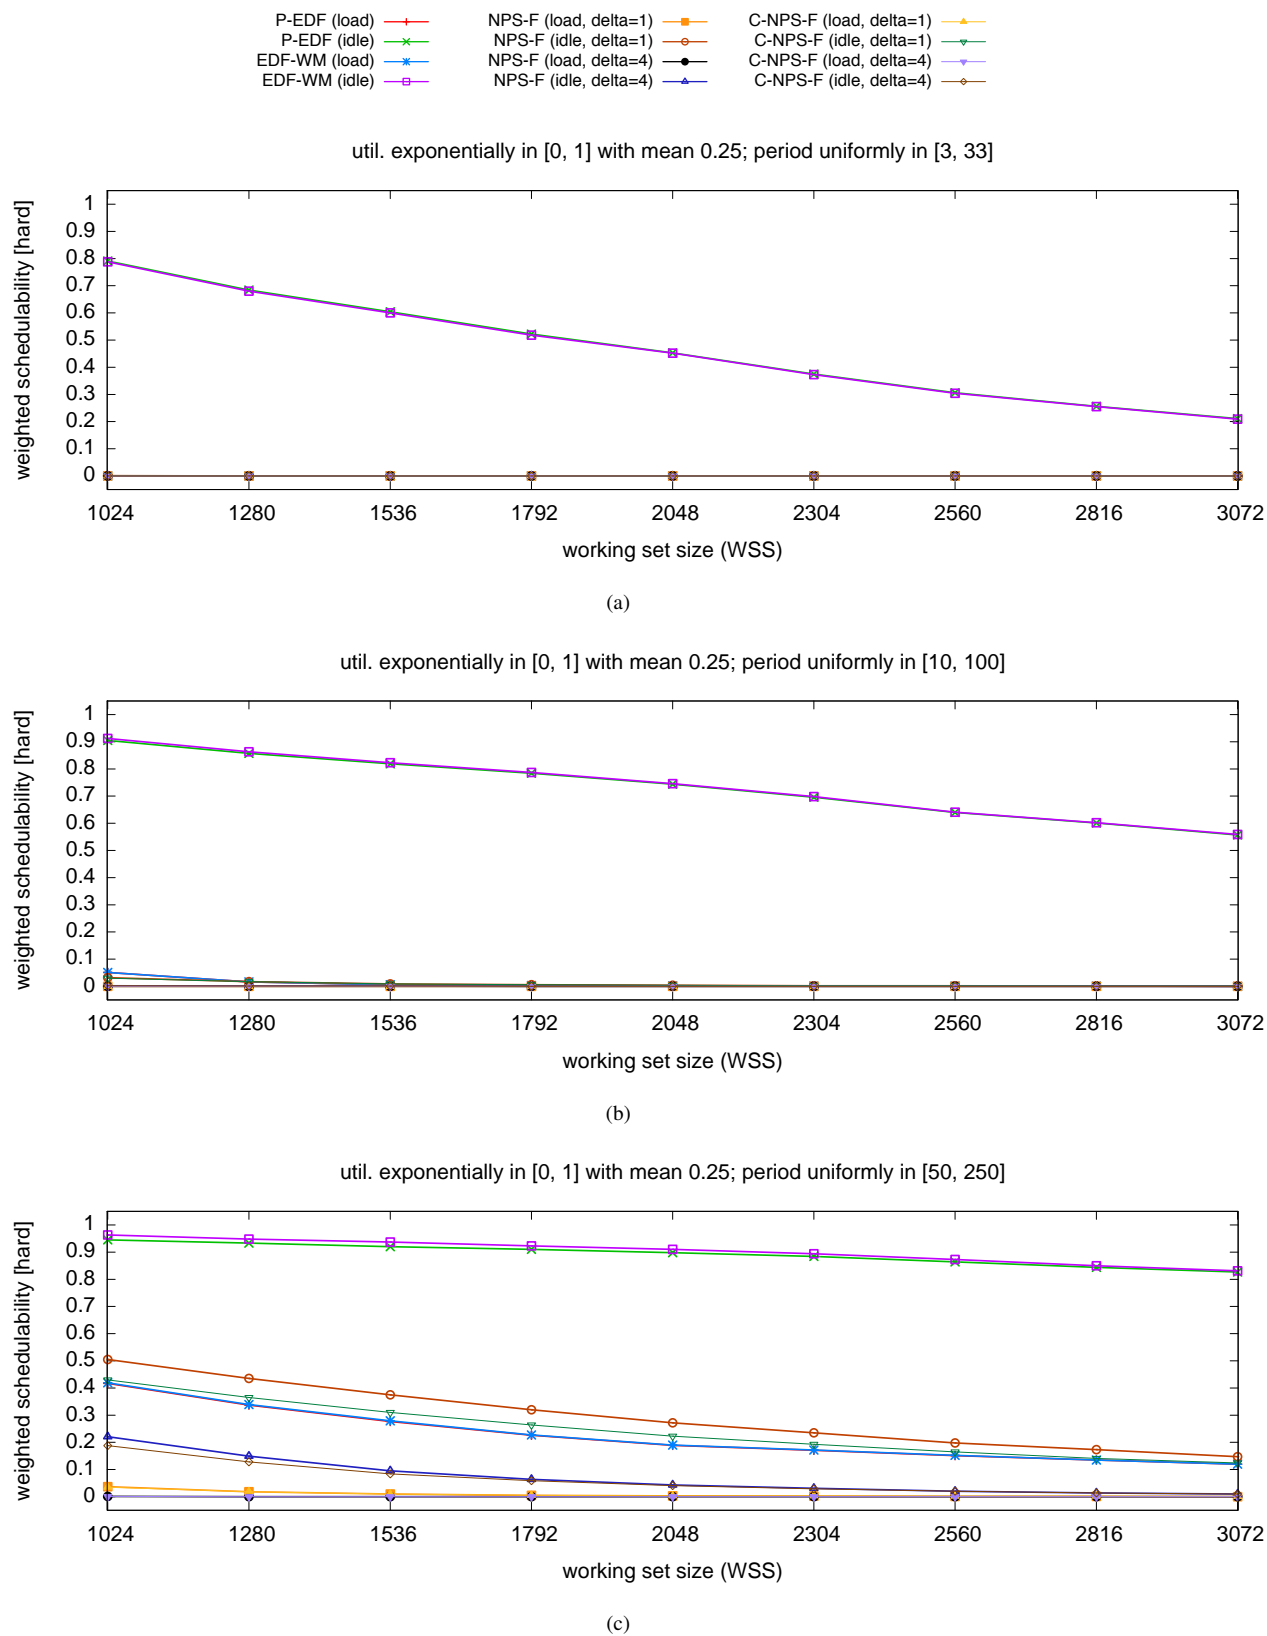 P-EDF (load) NPS-F (load, delta=1) C-NPS-F (load, delta=1)
P-EDF (idle) NPS-F (idle, delta=1) C-NPS-F (idle, delta=1)
EDF-WM (load) NPS-F (load, delta=4) C-NPS-F (load, delta=4)
EDF-WM (idle) NPS-F (idle, delta=4) C-NPS-F (idle, delta=4)
util. exponentially in [0, 1] with mean 0.25; period uniformly in [3, 33]
weighted schedulability [hard]
1
0.9
0.8
0.7
0.6
0.5
0.4
0.3
0.2
0.1
0
1024 1280 1536 1792 2048 2304 2560 2816 3072
working set size (WSS)
(a)
util. exponentially in [0, 1] with mean 0.25; period uniformly in [10, 100]
weighted schedulability [hard]
1
0.9
0.8
0.7
0.6
0.5
0.4
0.3
0.2
0.1
0
1024 1280 1536 1792 2048 2304 2560 2816 3072
working set size (WSS)
(b)
util. exponentially in [0, 1] with mean 0.25; period uniformly in [50, 250]
weighted schedulability [hard]
1
0.9
0.8
0.7
0.6
0.5
0.4
0.3
0.2
0.1
0
1024 1280 1536 1792 2048 2304 2560 2816 3072
working set size (WSS)
(c)